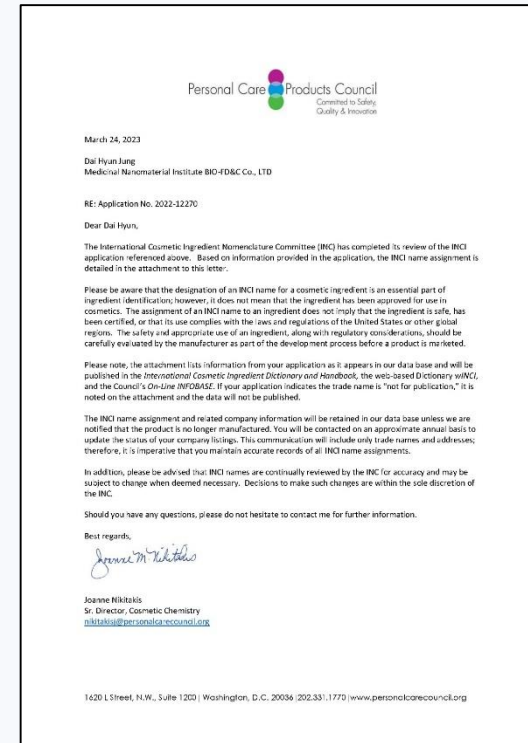 Personal Care Products Council
Committed to Safety,
Quality & Innovation
March 24, 2023
Dai Hyun Jung
Medicinal Nanomaterial Institute BIO-FD&C Co., LTD
RE: Application No. 2022-12270
Dear Dai Hyun,
The International Cosmetic Ingredient Nomenclature Committee (INC) has completed its review of the INCI
application referenced above. Based on information provided in the application, the INCI name assignment is
detailed in the attachment to this letter.
Please be aware that the designation of an INCI name for a cosmetic ingredient is an essential part of
ingredient identification; however, it does not mean that the ingredient has been approved for use in
cosmetics. The assignment of an INCI name to an ingredient does not imply that the ingredient is safe, has
been certified, or that its use complies with the laws and regulations of the United States or other global
regions. The safety and appropriate use of an ingredient, along with regulatory considerations, should be
carefully evaluated by the manufacturer as part of the development process before a product is marketed.
Please note, the attachment lists information from your application as it appears in our data base and will be
published in the International Cosmetic Ingredient Dictionary and Handbook, the web-based Dictionary wINCI,
and the Council's On-Line INFOBASE. If your application indicates the trade name is "not for publication," it is
noted on the attachment and the data will not be published.
The INCI name assignment and related company information will be retained in our data base unless we are
notified that the product is no longer manufactured. You will be contacted on an approximate annual basis to
update the status of your company listings. This communication will include only trade names and addresses;
therefore, it is imperative that you maintain accurate records of all INCI name assignments.
In addition, please be advised that INCI names are continually reviewed by the INC for accuracy and may be
subject to change when deemed necessary. Decisions to make such changes are within the sole discretion of
the INC.
Should you have any questions, please do not hesitate to contact me for further information.
Best regards,
Joanne M. Nikitakis
Joanne Nikitakis
Sr. Director, Cosmetic Chemistry
nikitakisj@personalcarecouncil.org
1620 L Street, N.W., Suite 1200 | Washington, D.C. 20036 | 202.331.1770 | www.personalcarecouncil.org